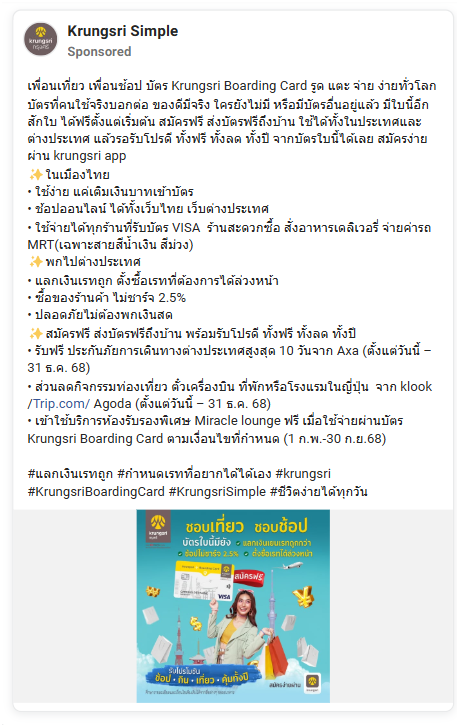 krungsri
กรุงศรี
Krungsri Simple
Sponsored
เพื่อนเที่ยว เพื่อนช้อป บัตร Krungsri Boarding Card รูด แตะ จ่าย ง่ายทั่วโลก
บัตรที่คนใช้จริงบอกต่อ ของดีมีจริง ใครยังไม่มี หรือมีบัตรอื่นอยู่แล้ว มีใบนี้อีก
สักใบ ได้ฟรีตั้งแต่เริ่มต้น สมัครฟรี ส่งบัตรฟรีถึงบ้าน ใช้ได้ทั้งในประเทศและ
ต่างประเทศ แล้วรอรับโปรดี ทั้งฟรี ทั้งลด ทั้งปี จากบัตรใบนี้ได้เลย สมัครง่าย
ผ่าน krungsri app
✨ในเมืองไทย
• ใช้ง่าย แค่เติมเงินบาทเข้าบัตร
• ช้อปออนไลน์ ได้ทั้งเว็บไทย เว็บต่างประเทศ
• ใช้จ่ายได้ทุกร้านที่รับบัตร VISA ร้านสะดวกซื้อ สั่งอาหารเดลิเวอรี่ จ่ายค่ารถ
MRT(เฉพาะสายสีน้ำเงิน สีม่วง)
✨พกไปต่างประเทศ
• แลกเงินเรทถูก ตั้งซื้อเรทที่ต้องการได้ล่วงหน้า
• ซื้อของร้านค้า ไม่ชาร์จ 2.5%
• ปลอดภัยไม่ต้องพกเงินสด
✨สมัครฟรี ส่งบัตรฟรีถึงบ้าน พร้อมรับโปรดี ทั้งฟรี ทั้งลด ทั้งปี
• รับฟรี ประกันภัยการเดินทางต่างประเทศสูงสุด 10 วันจาก Axa (ตั้งแต่วันนี้ –
31 ธ.ค. 68)
• ส่วนลดกิจกรรมท่องเที่ยว ตั๋วเครื่องบิน ที่พักหรือโรงแรมในญี่ปุ่น จาก klook
/Trip.com/ Agoda (ตั้งแต่วันนี้ – 31 ธ.ค. 68)
• เข้าใช้บริการห้องรับรองพิเศษ Miracle lounge ฟรี เมื่อใช้จ่ายผ่านบัตร
Krungsri Boarding Card ตามเงื่อนไขที่กำหนด (1 ก.พ.-30 ก.ย.68)
#แลกเงินเรทถูก #กำหนดเรทที่อยากได้ได้เอง #krungsri
#KrungsriBoardingCard #KrungsriSimple #ชีวิตง่ายได้ทุกวัน
krungsri
กรุงศรี
ชอบเที่ยว ชอบช้อป
บัตรใบนี้มียัง
แลกเงินเรทถูกกว่า
ช้อปไม่ชาร์จ 2.5%
ตั้งซื้อเรทได้ล่วงหน้า
Boarding Card
VISA
สมัครฟรี
รับโปรโมชัน
ช้อป • กิน • เที่ยว • คุ้มทั้งปี
สมัครง่ายผ่าน
krungsri